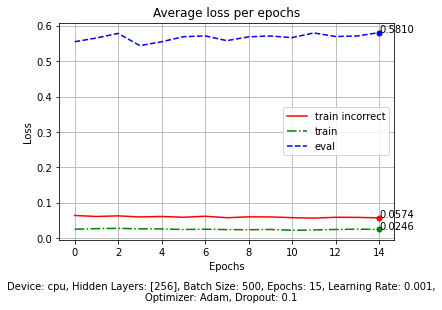 Average loss per epochs
0.6
0.5
0.4
0.3
0.2
0.1
0.0
Loss
0.5810
train incorrect
train
eval
0.0574
0.0246
0 2 4 6 8 10 12 14
Epochs
Device: cpu, Hidden Layers: [256], Batch Size: 500, Epochs: 15, Learning Rate: 0.001,
Optimizer: Adam, Dropout: 0.1